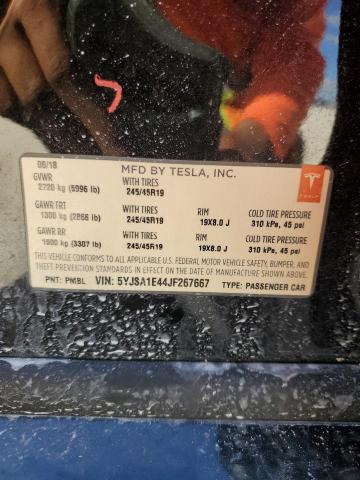 06/18 MFD BY TESLA, INC.
GVWR WITH TIRES
2720 kg (5996 lb) 245/45R19
GAWR FRT WITH TIRES RIM COLD TIRE PRESSURE
1300 kg (2866 lb) 245/45R19 19X8.0 J 310 kPa, 45 psi
GAWR RR WITH TIRES RIM COLD TIRE PRESSURE
1500 kg (3307 lb) 245/45R19 19X8.0 J 310 kPa, 45 psi
THIS VEHICLE CONFORMS TO ALL APPLICABLE U.S. FEDERAL MOTOR VEHICLE SAFETY, BUMPER, AND
THEFT PREVENTION STANDARDS IN EFFECT ON THE DATE OF MANUFACTURE SHOWN ABOVE.
PNT: PMBL VIN: 5YJSA1E44JF267667 TYPE: PASSENGER CAR
TESLA